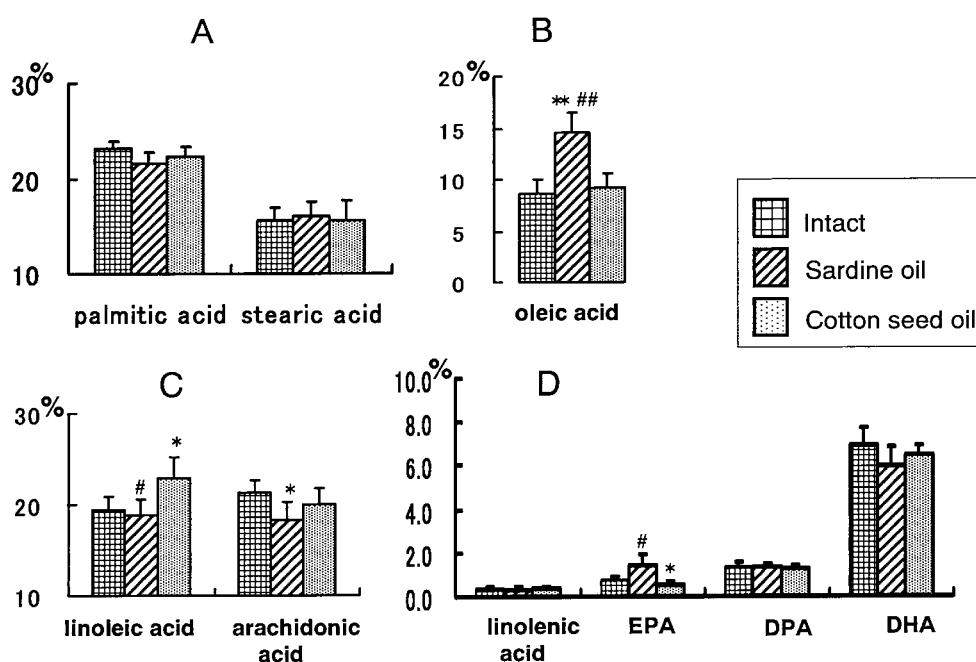 A
30%
20
10
palmitic acid stearic acid
B
20%
15
10
5
0
** ##
oleic acid
Intact
Sardine oil
Cotton seed oil
C
30%
20
10
#
*
*
linoleic acid
arachidonic
acid
D
10.0%
8.0
6.0
4.0
2.0
0.0
#
*
linolenic
acid
EPA
DPA
DHA